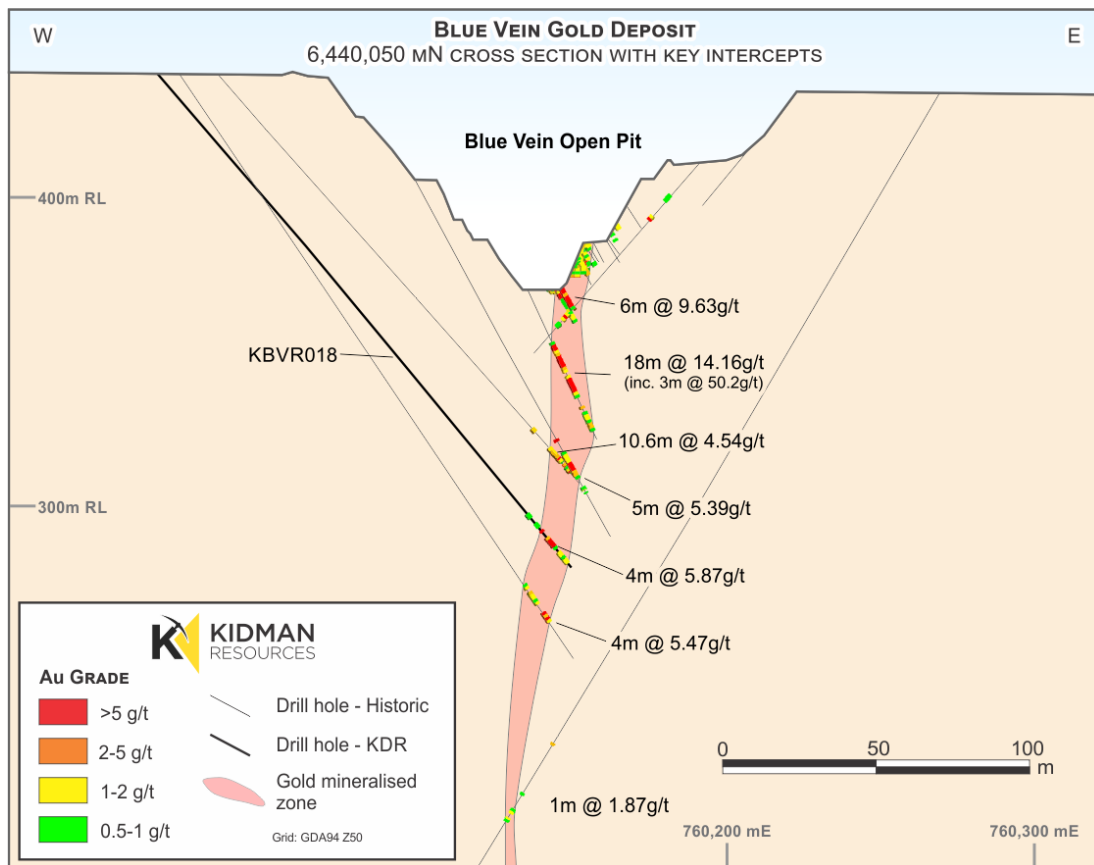 W
BLUE VEIN GOLD DEPOSIT
E
6,440,050 MN CROSS SECTION WITH KEY INTERCEPTS
Blue Vein Open Pit
400m RL
6m @ 9.63g/t
KBVR018
18m @ 14.16g/t
(inc. 3m @ 50.2g/t)
10.6m @ 4.54g/t
300m RL
5m @ 5.39g/t
4m @ 5.87g/t
4m @ 5.47g/t
KIDMAN
RESOURCES
AU GRADE
>5 g/t
2-5 g/t
1-2 g/t
0.5-1 g/t
Drill hole - Historic
Drill hole - KDR
Gold mineralised
zone
Grid: GDA94 Z50
0 50 100
m
1m @ 1.87g/t
760,200 mE
760,300 mE